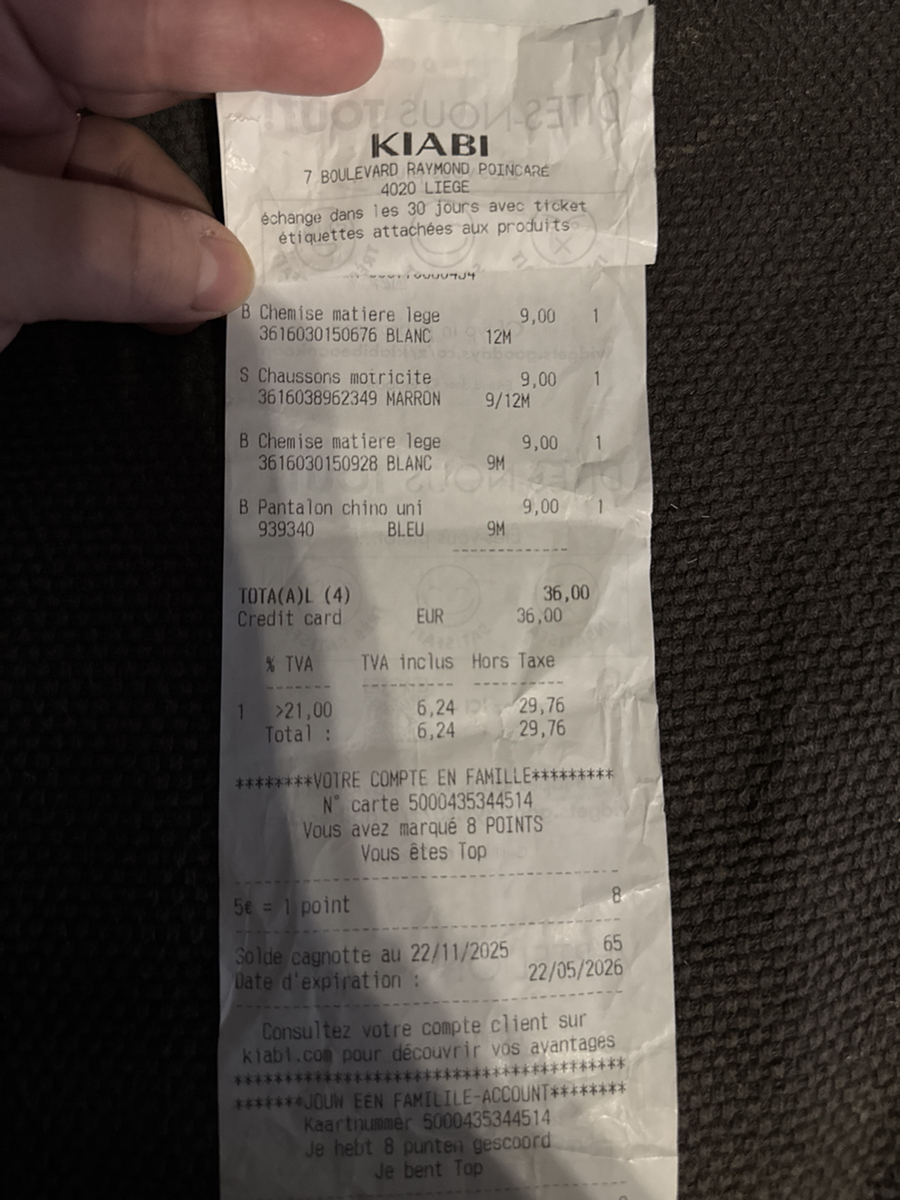 KIABI
7 BOULEVARD RAYMOND POINCARÉ
4020 LIEGE
échange dans les 30 jours avec ticket
étiquettes attachées aux produits
B Chemise matiere lege 9,00 1
3616030150676 BLANC 12M
S Chaussons motricite 9,00 1
3616038962349 MARRON 9/12M
B Chemise matiere lege 9,00 1
3616030150928 BLANC 9M
B Pantalon chino uni 9,00 1
939340 BLEU 9M
------------
TOTA(A)L (4) 36,00
Credit card EUR 36,00
% TVA TVA inclus Hors Taxe
------- ---------- ----------
1 >21,00 6,24 29,76
Total : 6,24 29,76
********VOTRE COMPTE EN FAMILLE*********
N° carte 5000435344514
Vous avez marqué 8 POINTS
Vous êtes Top
----------------------------------------
5€ = 1 point 8
----------------------------------------
Solde cagnotte au 22/11/2025 65
Date d'expiration : 22/05/2026
----------------------------------------
Consultez votre compte client sur
kiabi.com pour découvrir vos avantages
****************************************
*******JOUW EEN FAMILILE-ACCOUNT********
Kaartnummer 5000435344514
Je hebt 8 punten gescoord
Je bent Top